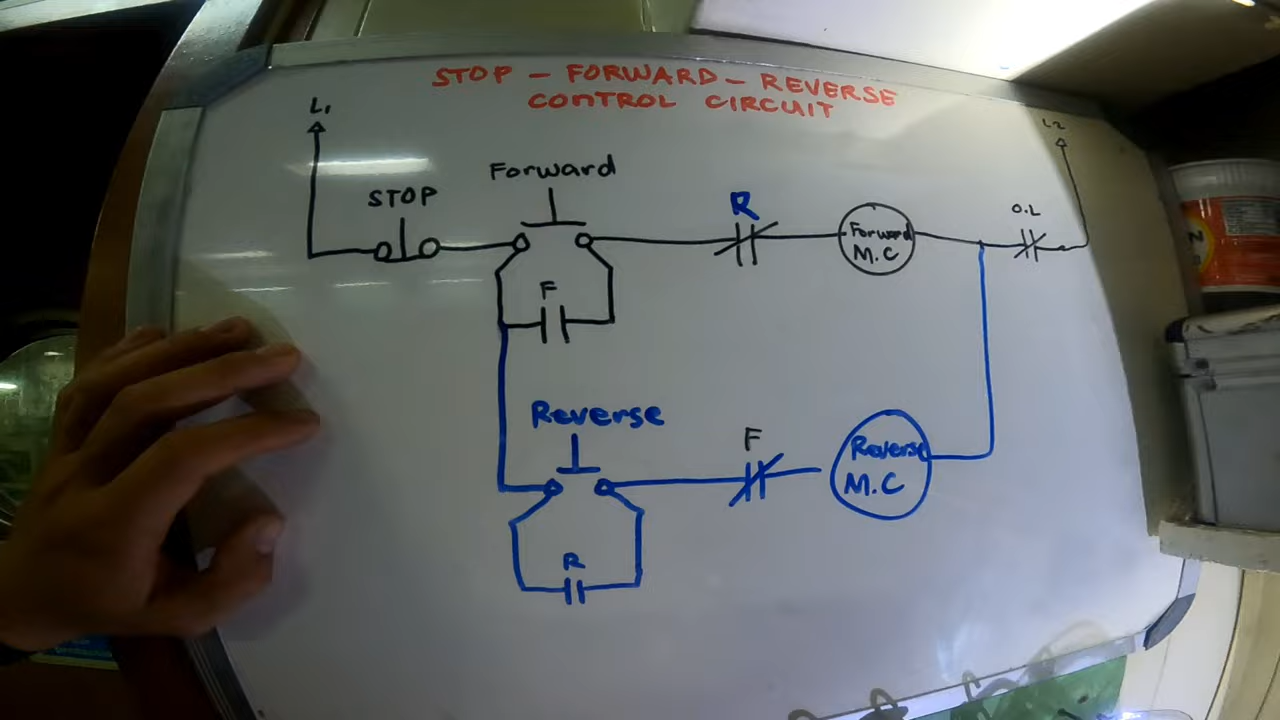 STOP - FORWARD - REVERSE
CONTROL CIRCUIT
L1
L2
Forward
STOP
R
O.L
Forward
M.C
F
Reverse
F
Reverse
M.C
R